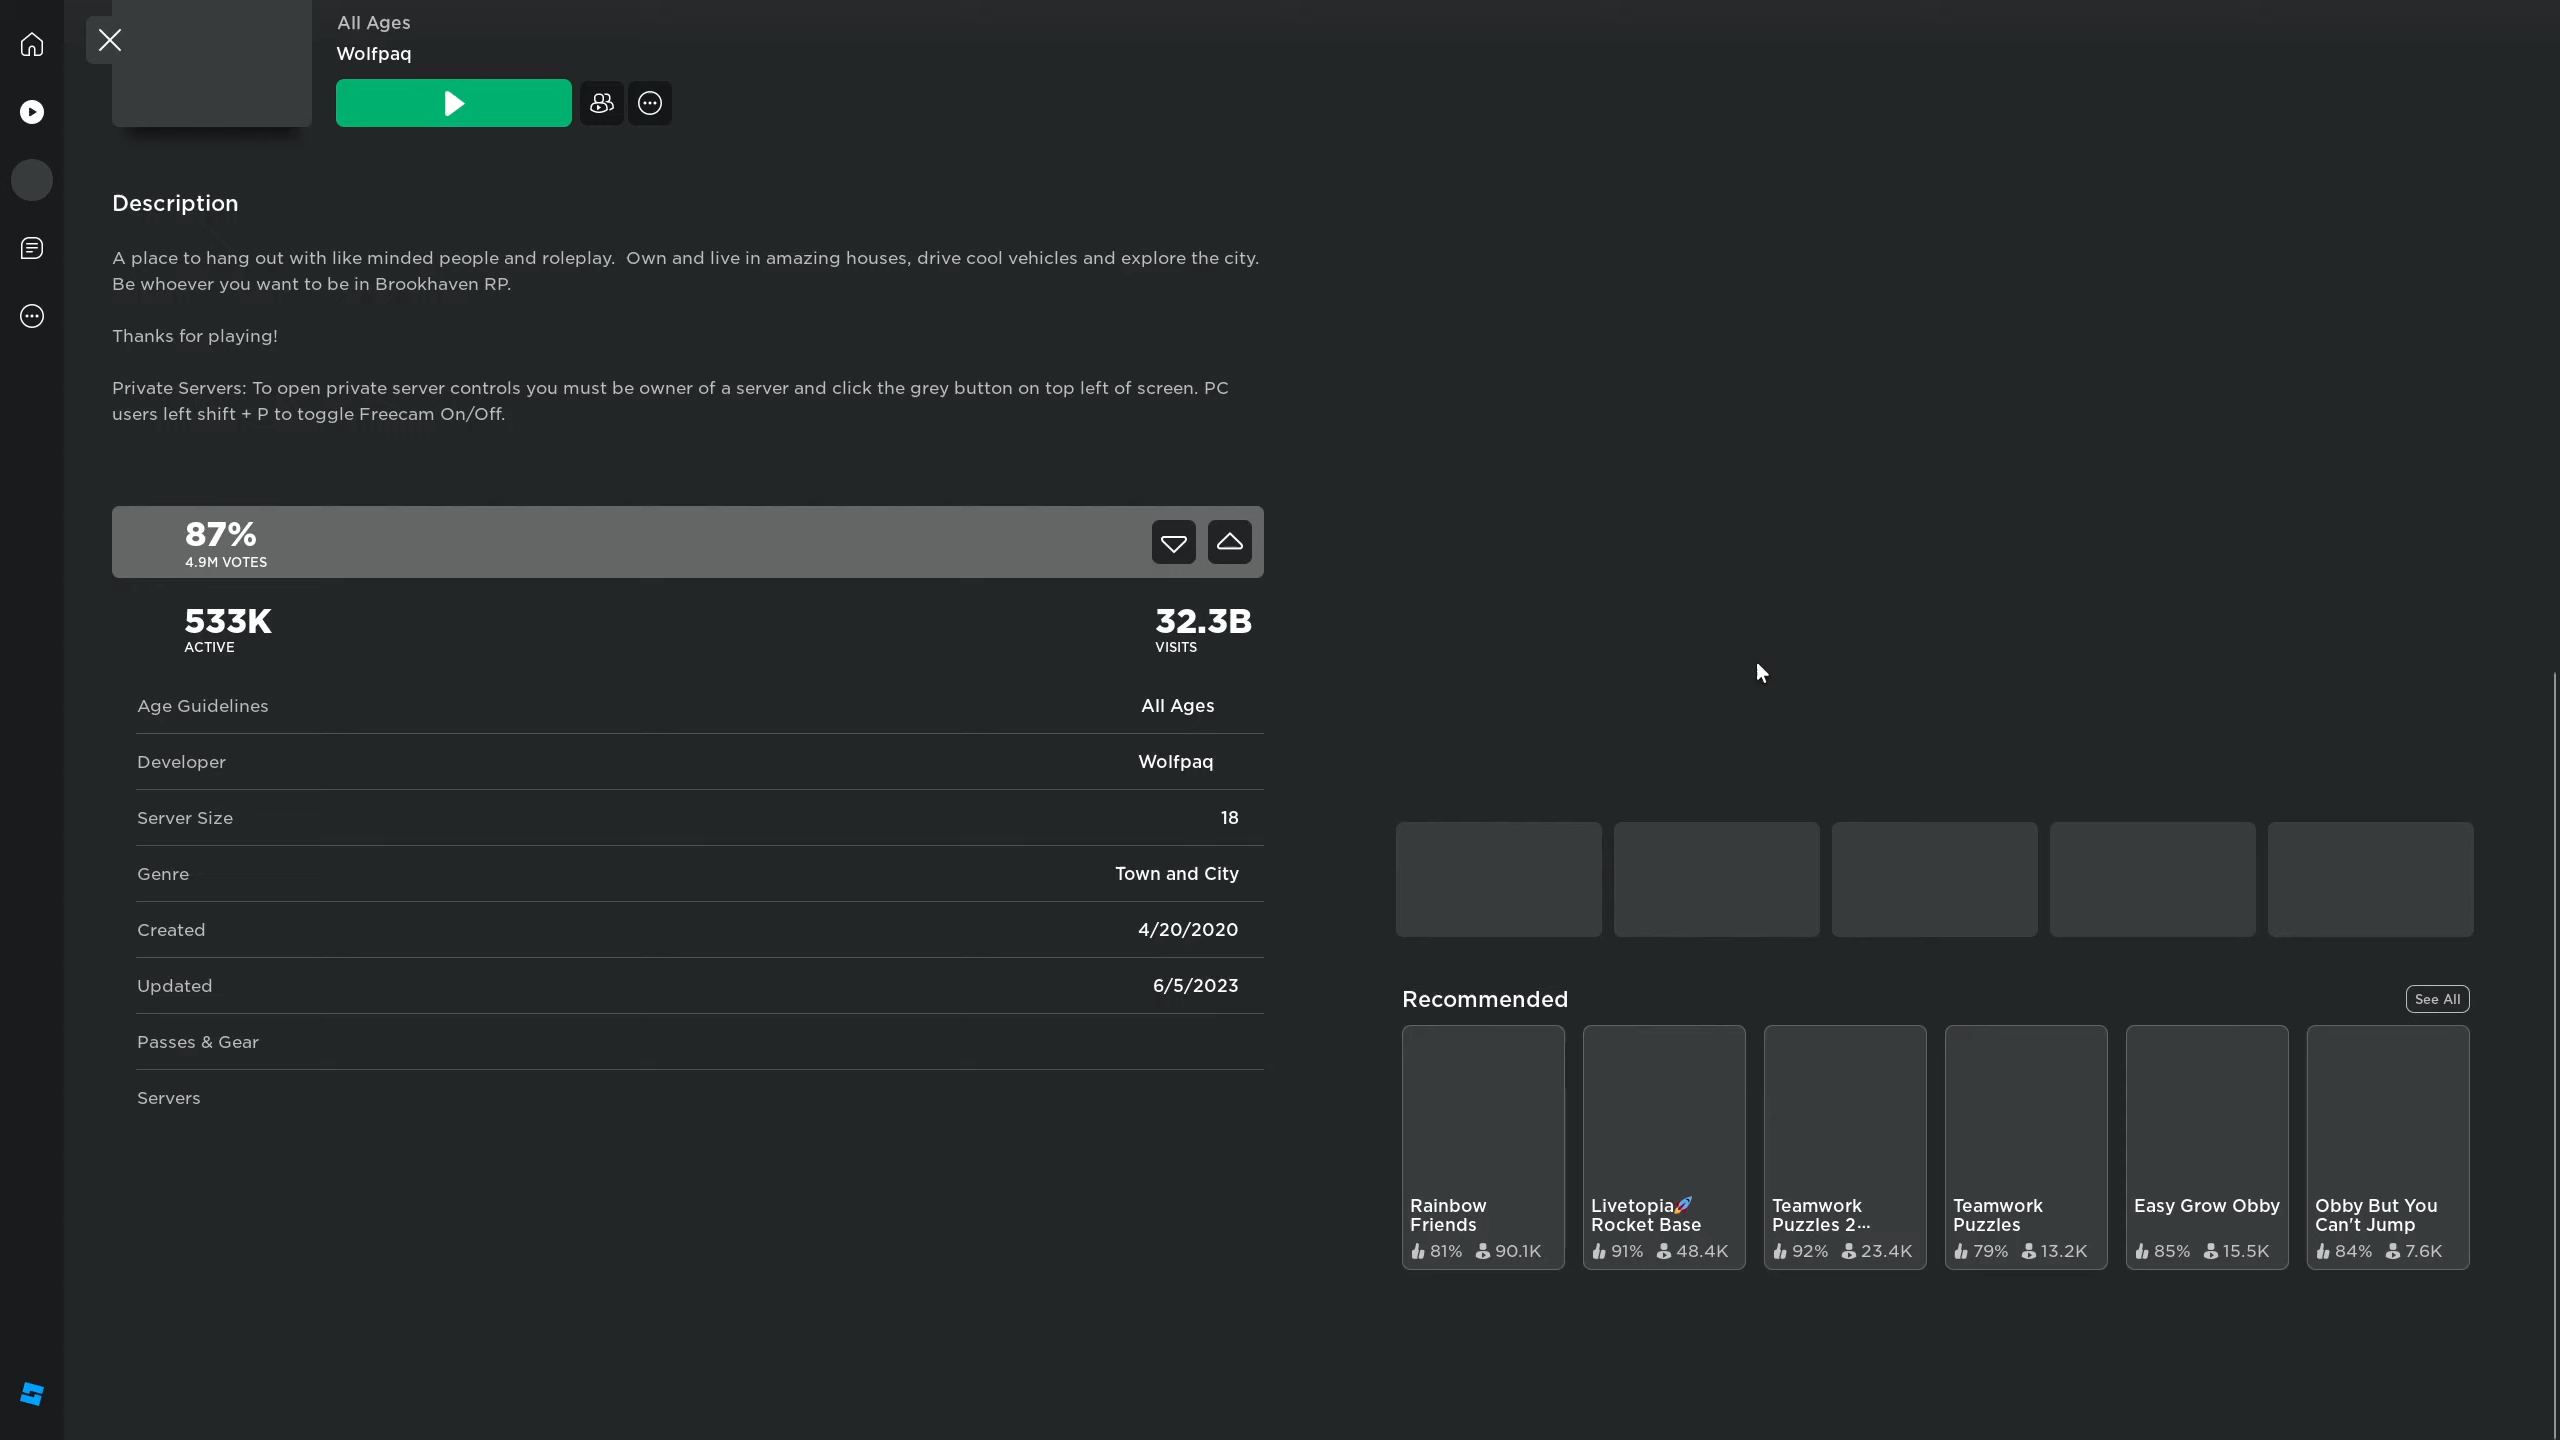 All Ages
Wolfpaq
Description
A place to hang out with like minded people and roleplay.  Own and live in amazing houses, drive cool vehicles and explore the city.
Be whoever you want to be in Brookhaven RP.
Thanks for playing!
Private Servers: To open private server controls you must be owner of a server and click the grey button on top left of screen. PC
users left shift + P to toggle Freecam On/Off.
87%
4.9M VOTES
533K
ACTIVE
32.3B
VISITS
Age Guidelines
All Ages
Developer
Wolfpaq
Server Size
18
Genre
Town and City
Created
4/20/2020
Updated
6/5/2023
Passes & Gear
Servers
Recommended
See All
Rainbow
Friends
81% 90.1K
Livetopia🚀
Rocket Base
91% 48.4K
Teamwork
Puzzles 2...
92% 23.4K
Teamwork
Puzzles
79% 13.2K
Easy Grow Obby
85% 15.5K
Obby But You
Can't Jump
84% 7.6K